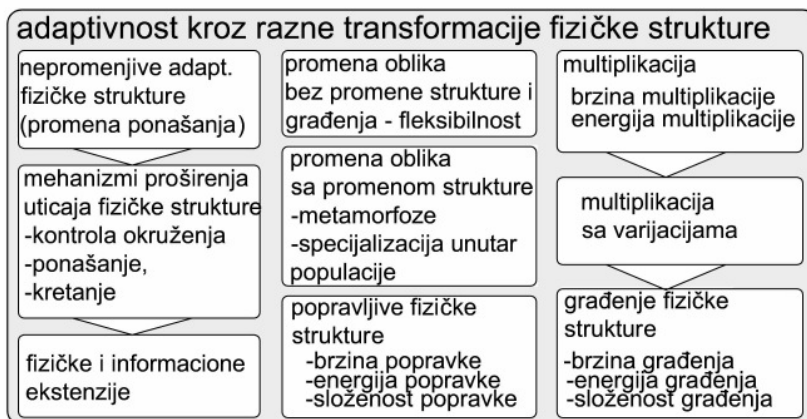 adaptivnost kroz razne transformacije fizičke strukture
nepromenjive adapt.
fizičke strukture
(promena ponašanja)
mehanizmi proširenja
uticaja fizičke strukture
-kontrola okruženja
-ponašanje,
-kretanje
fizičke i informacione
ekstenzije
promena oblika
bez promene strukture i
građenja - fleksibilnost
promena oblika
sa promenom strukture
-metamorfoze
-specijalizacija unutar
populacije
popravljive fizičke
strukture
-brzina popravke
-energija popravke
-složenost popravke
multiplikacija
brzina multiplikacije
energija multiplikacije
multiplikacija
sa varijacijama
građenje fizičke
strukture
-brzina građenja
-energija građenja
-složenost građenja